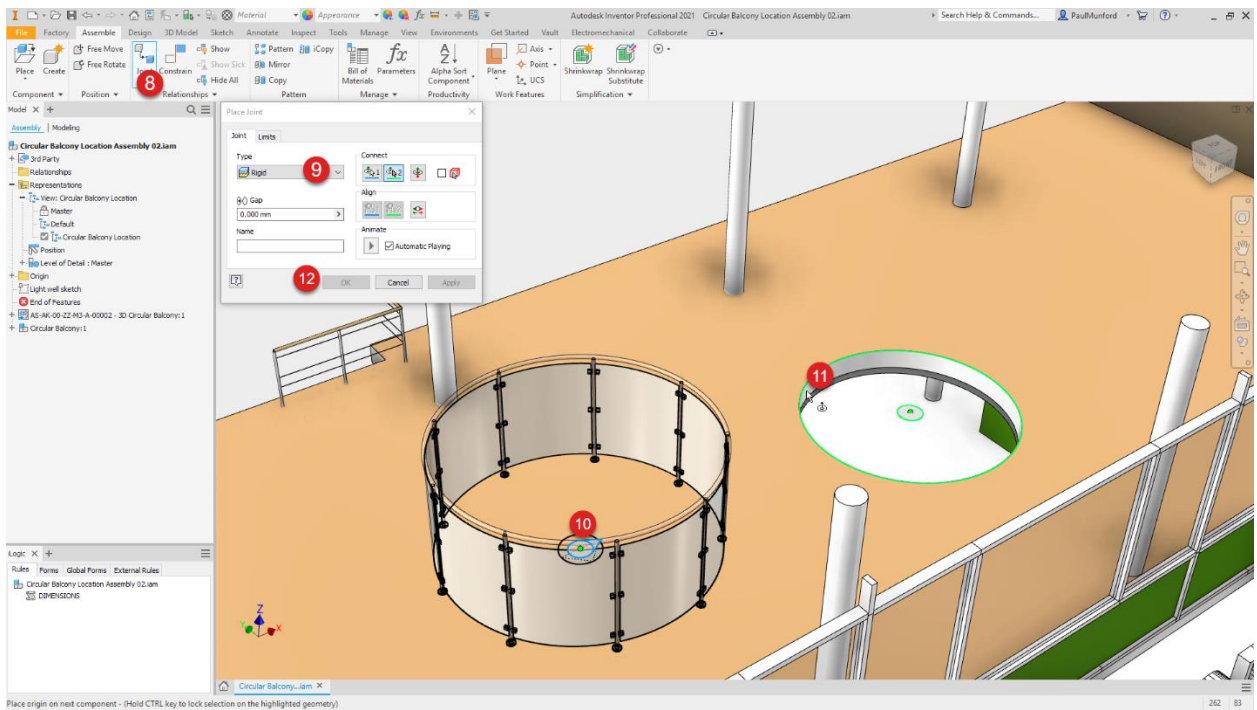 Material
Appearance
Autodesk Inventor Professional 2021 Circular Balcony Location Assembly 02.iam
Search Help & Commands...
PaulMunford
File Factory Assemble Design 3D Model Sketch Annotate Inspect Tools Manage View Environments Get Started Vault Electromechanical Collaborate
Place
Create
Free Move
Free Rotate
Joint
Constrain
Show
Show Sick
Hide All
Pattern
iCopy
Mirror
Copy
Bill of Materials
fx
Parameters
Alpha Sort Component
Plane
Axis
Point
UCS
Shrinkwrap
Shrinkwrap Substitute
Component Position Relationships Pattern Manage Productivity Work Features Simplification
8
Model X +
Assembly | Modeling
Circular Balcony Location Assembly 02.iam
3rd Party
Relationships
Representations
View: Circular Balcony Location
Master
Default
Circular Balcony Location
Position
Level of Detail : Master
Origin
Light well sketch
End of Features
AS-AK-00-ZZ-M3-A-00002 - 3D Circular Balcony:1
Circular Balcony:1
Place Joint
Joint Limits
Type
Rigid
9
Gap
0.000 mm
Name
Connect
1
2
Align
Animate
Automatic Playing
12
OK
Cancel
Apply
11
10
Z
Y
X
Logic X +
Rules Forms Global Forms External Rules
Circular Balcony Location Assembly 02.iam
DIMENSIONS
Circular Balcony...iam X
Place origin on next component - (Hold CTRL key to lock selection on the highlighted geometry)
262 83